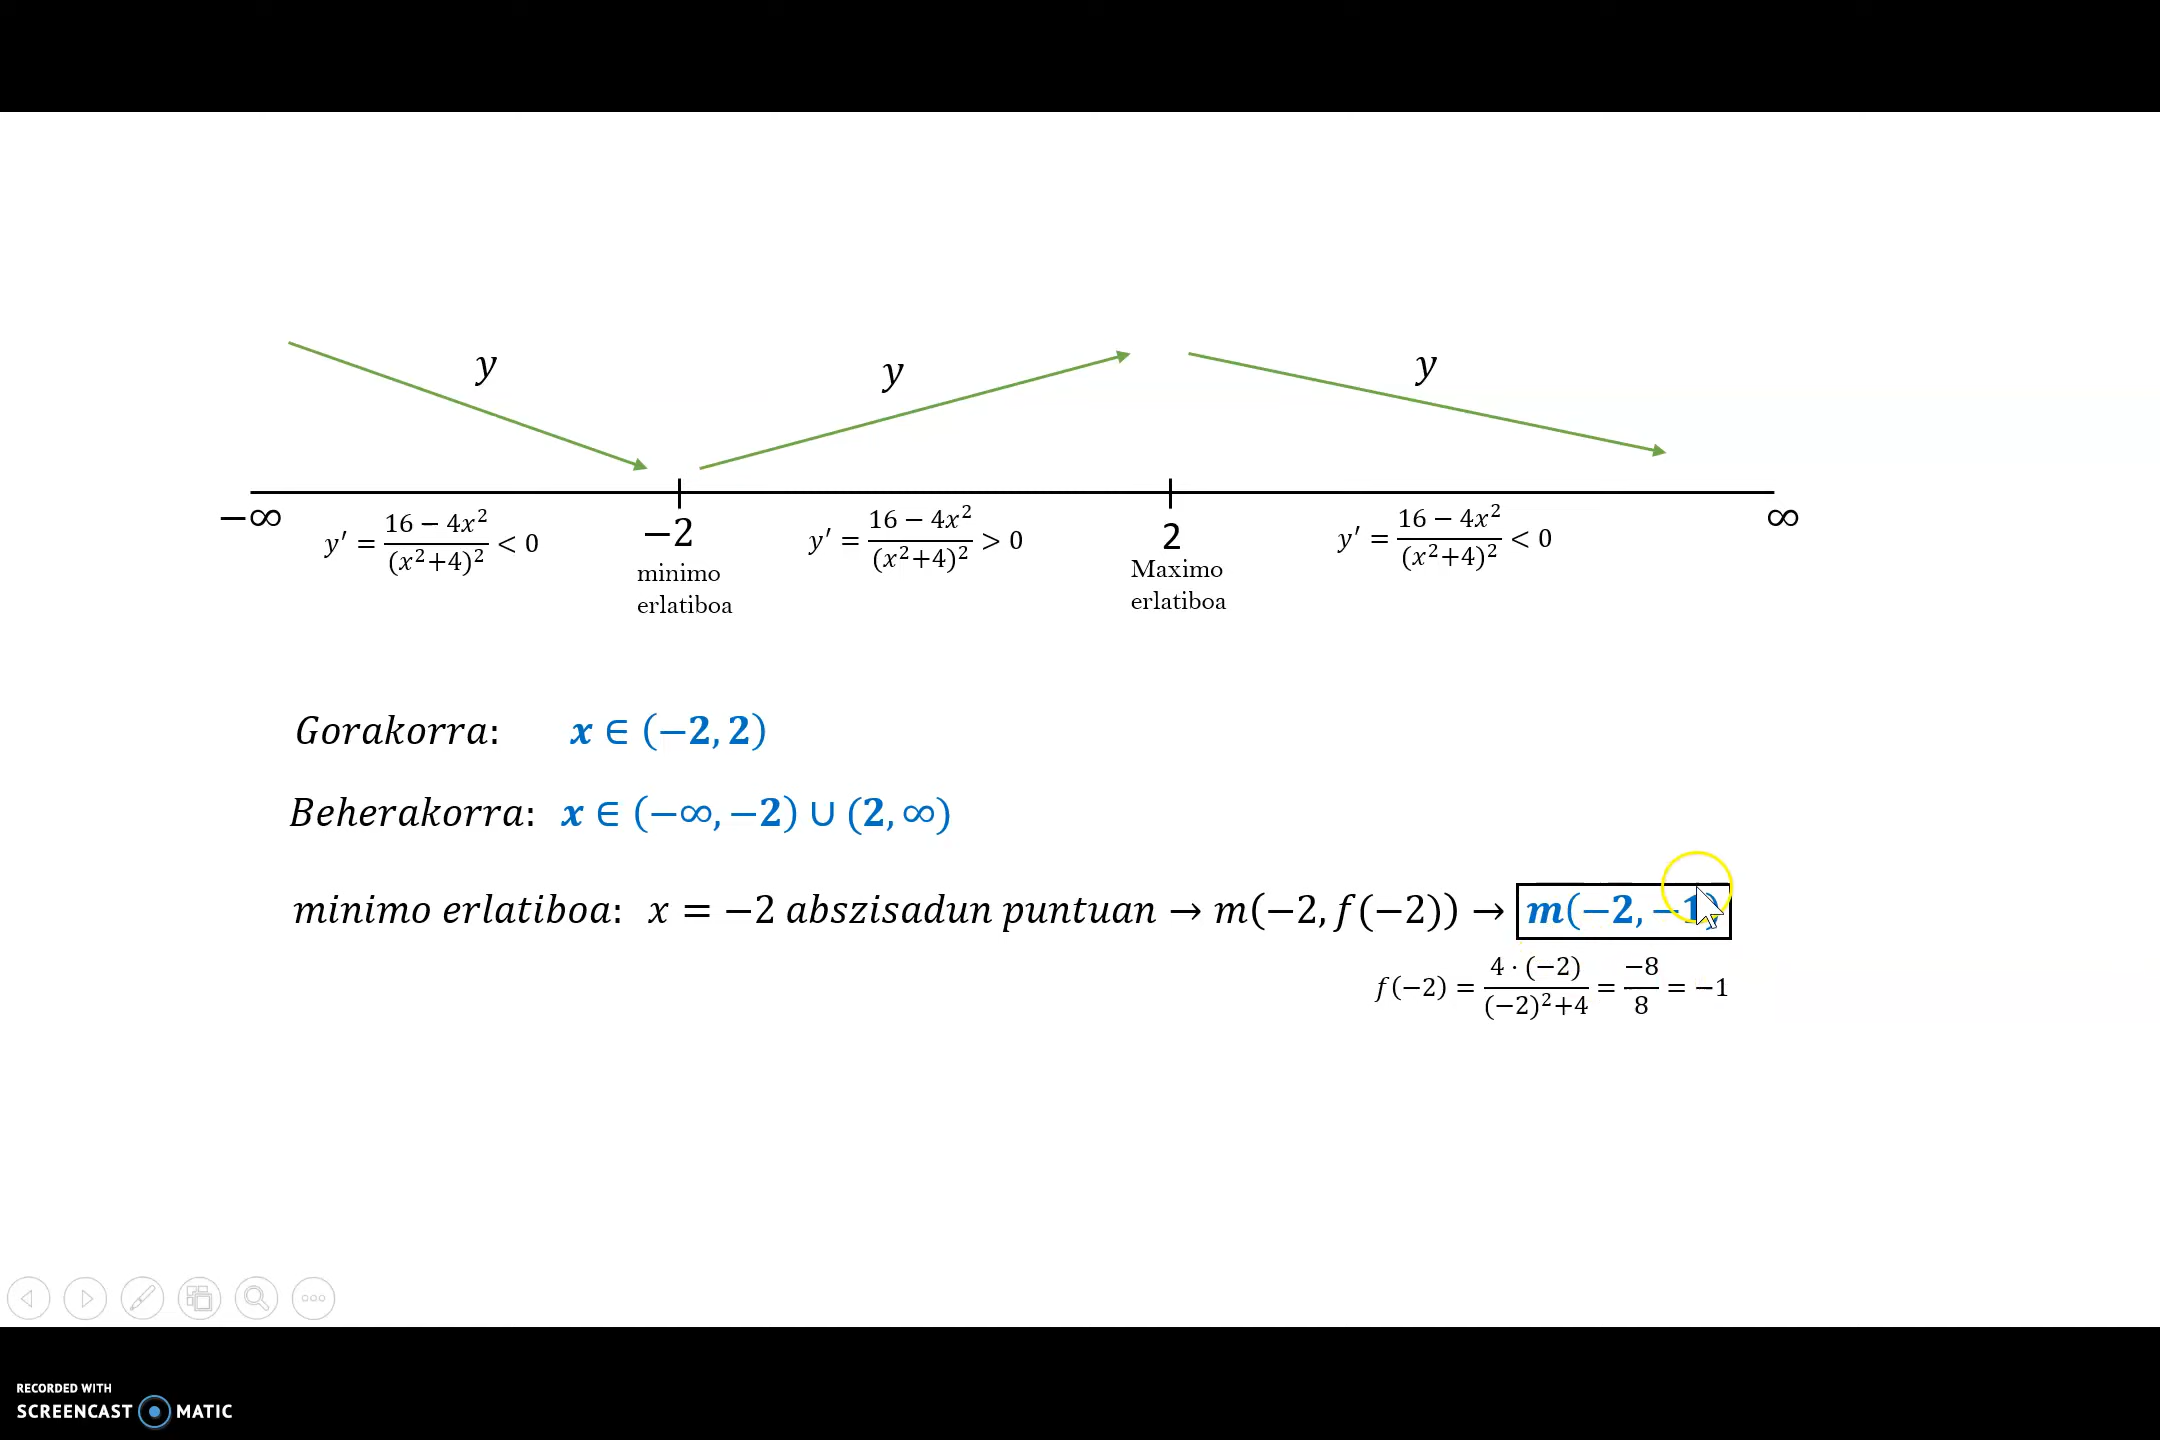 y y y
−∞ y′ = (16 − 4x²)/(x²+4)² < 0 −2 y′ = (16 − 4x²)/(x²+4)² > 0 2 y′ = (16 − 4x²)/(x²+4)² < 0 ∞
minimo
erlatiboa
Maximo
erlatiboa
Gorakorra: x ∈ (−2, 2)
Beherakorra: x ∈ (−∞, −2) ∪ (2, ∞)
minimo erlatiboa: x = −2 abszisadun puntuan → m(−2, f(−2)) → m(−2, −1)
f(−2) = (4 · (−2))/((−2)²+4) = −8/8 = −1
RECORDED WITH
SCREENCAST MATIC